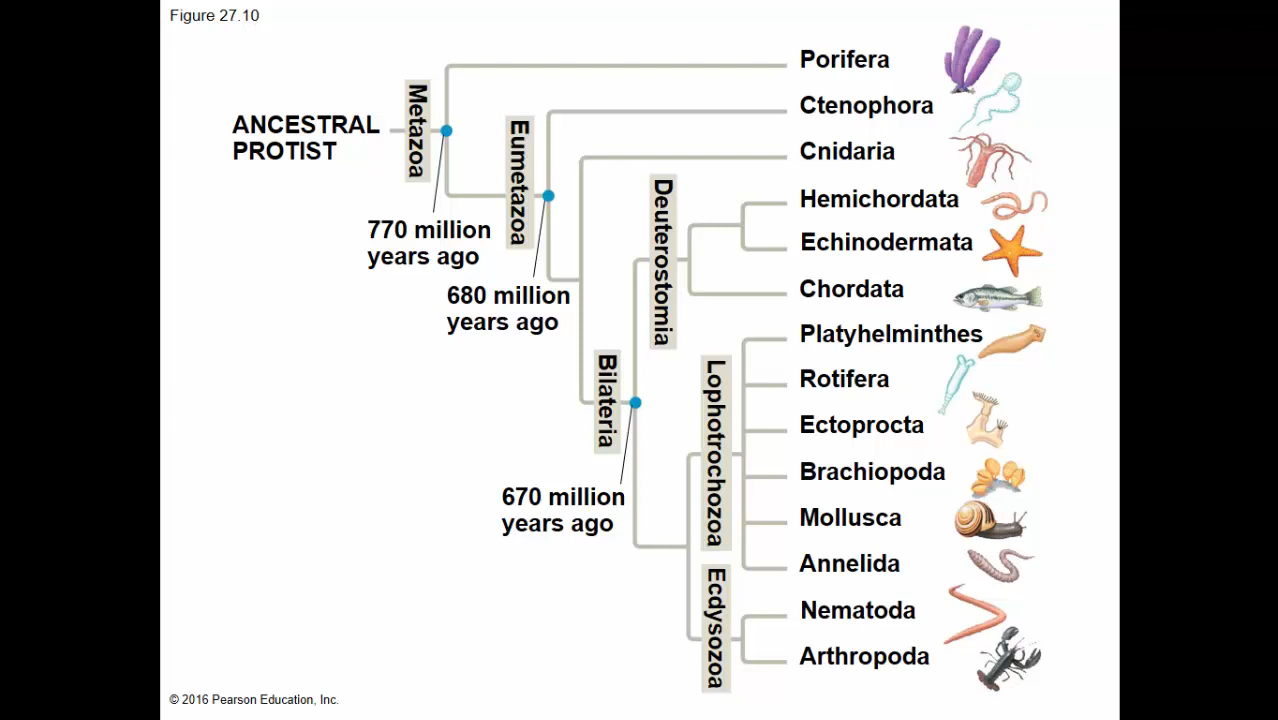 Figure 27.10
Porifera
Ctenophora
Cnidaria
Hemichordata
Echinodermata
Chordata
Platyhelminthes
Rotifera
Ectoprocta
Brachiopoda
Mollusca
Annelida
Nematoda
Arthropoda
ANCESTRAL
PROTIST
Metazoa
770 million
years ago
Eumetazoa
680 million
years ago
Deuterostomia
Bilateria
670 million
years ago
Lophotrochozoa
Ecdysozoa
© 2016 Pearson Education, Inc.